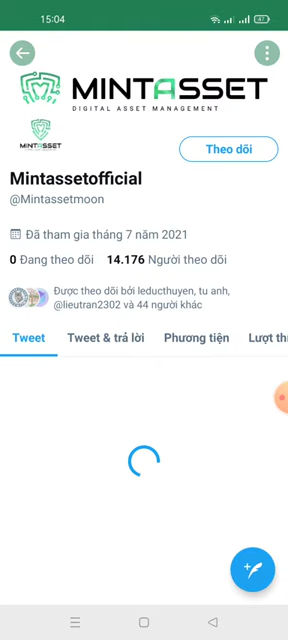 15:04
47
MINTASSET
DIGITAL ASSET MANAGEMENT
MINTASSET
Theo dõi
Mintassetofficial
@Mintassetmoon
Đã tham gia tháng 7 năm 2021
0 Đang theo dõi 14.176 Người theo dõi
Được theo dõi bởi leducthuyen, tu anh,
@lieutran2302 và 44 người khác
Tweet Tweet & trả lời Phương tiện Lượt th